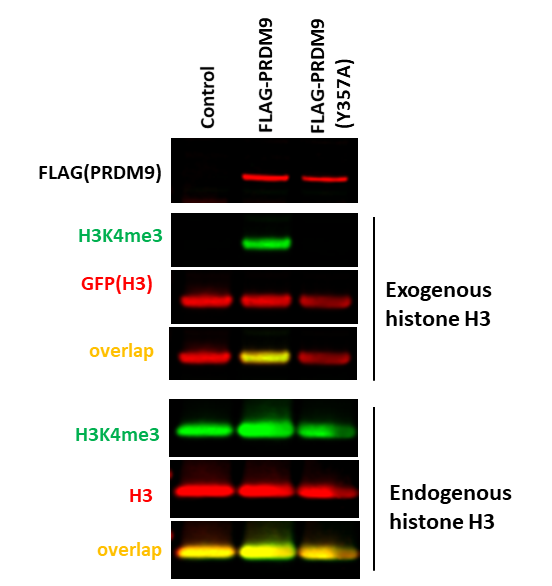 Control
FLAG-PRDM9
FLAG-PRDM9
(Y357A)
FLAG(PRDM9)
H3K4me3
GFP(H3)
overlap
Exogenous
histone H3
H3K4me3
H3
overlap
Endogenous
histone H3